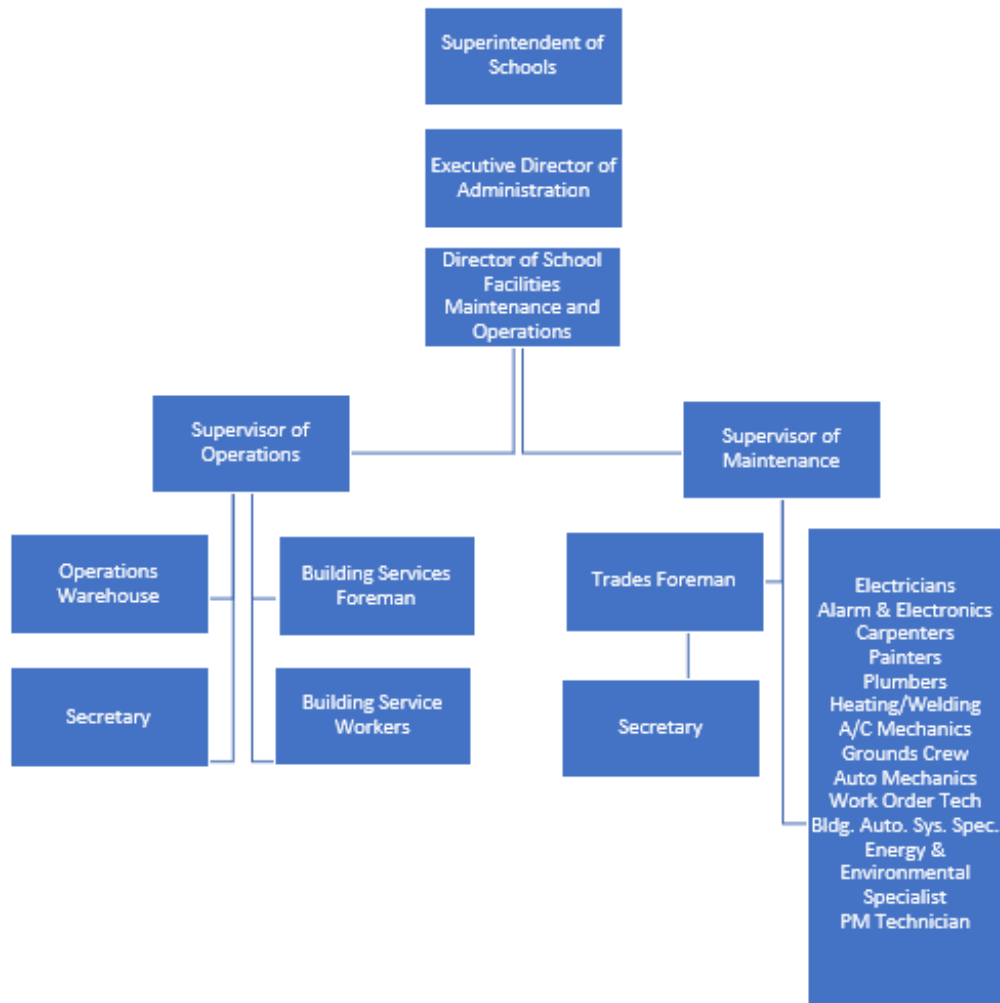 Superintendent of
Schools
Executive Director of
Administration
Director of School
Facilities
Maintenance and
Operations
Supervisor of
Operations
Supervisor of
Maintenance
Operations
Warehouse
Building Services
Foreman
Secretary
Building Service
Workers
Trades Foreman
Secretary
Electricians
Alarm & Electronics
Carpenters
Painters
Plumbers
Heating/Welding
A/C Mechanics
Grounds Crew
Auto Mechanics
Work Order Tech
Bldg. Auto. Sys. Spec.
Energy &
Environmental
Specialist
PM Technician